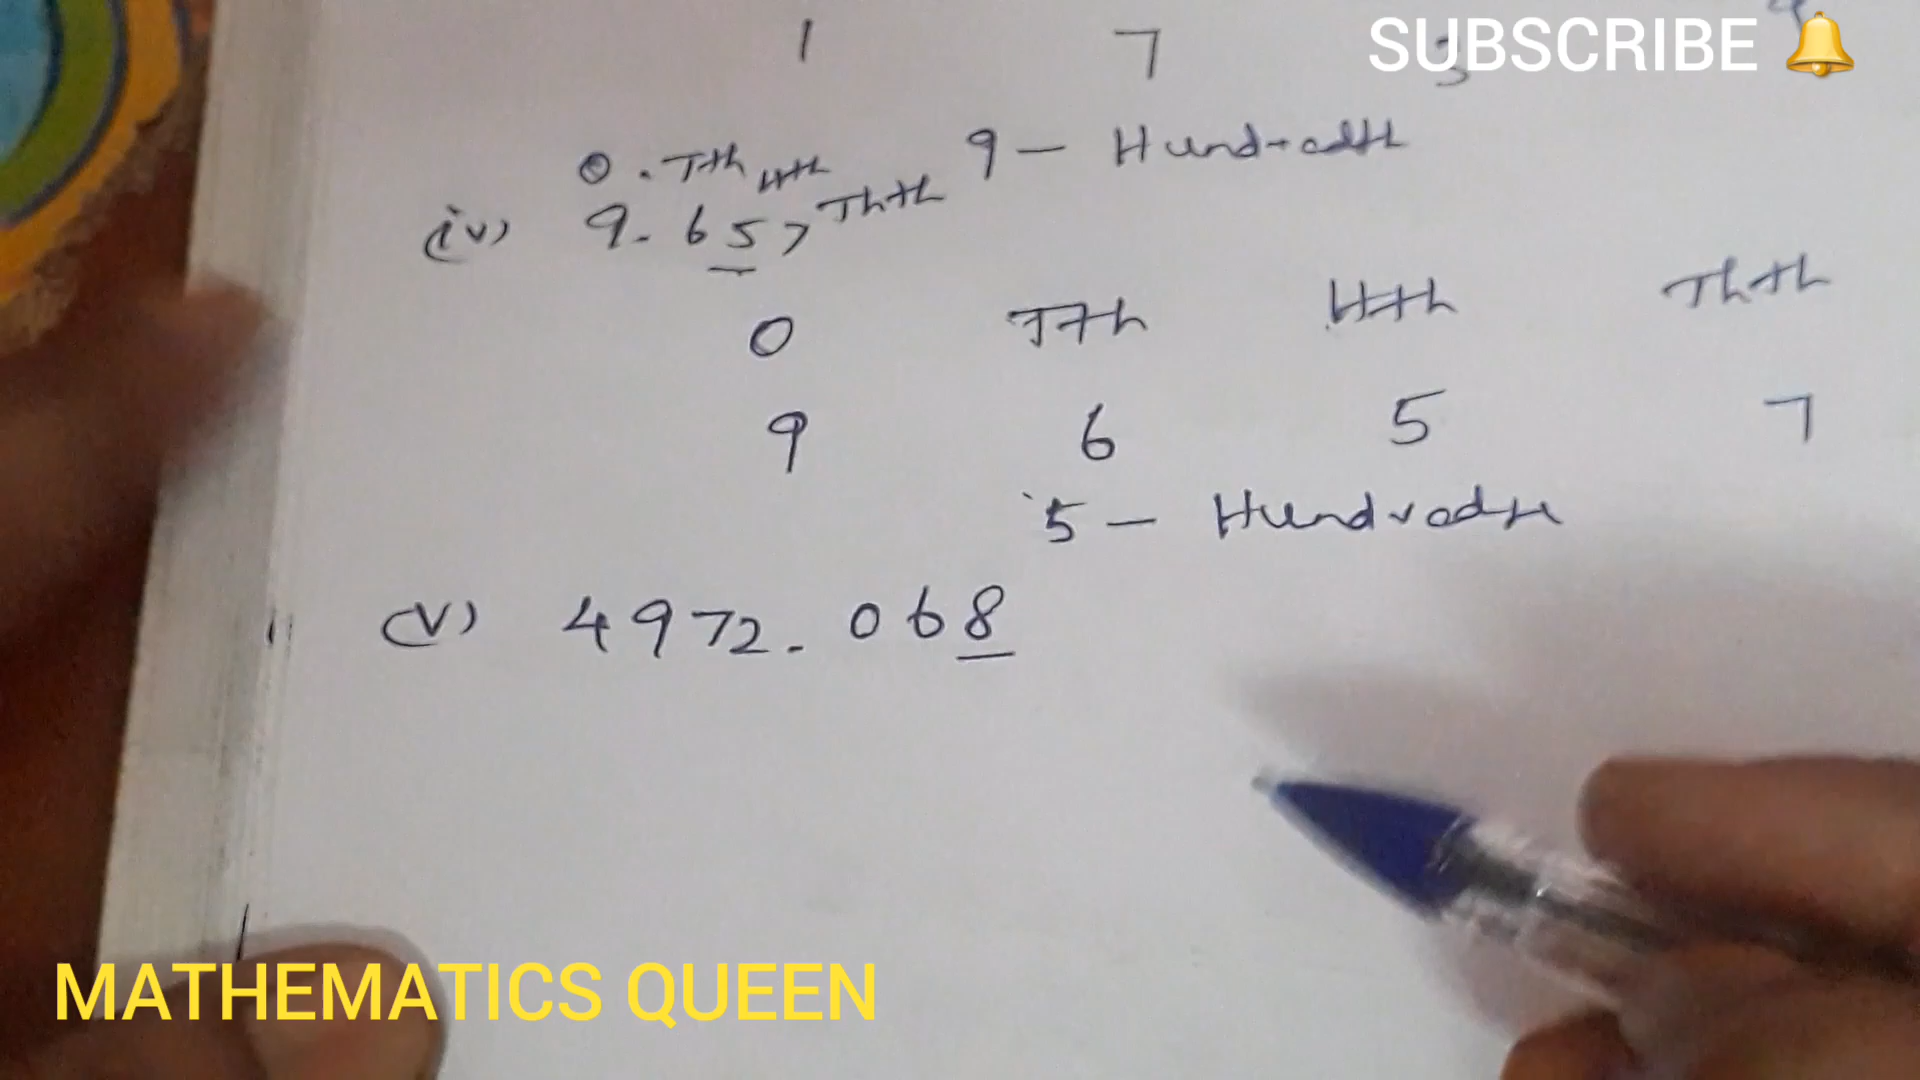 SUBSCRIBE 🔔
1 7 3
9 - Hundredth
0 . Tth Hth Thth
(iv) 9.657
0 Tth Hth Thth
9 6 5 7
5 - Hundredth
(v) 4972.068
MATHEMATICS QUEEN